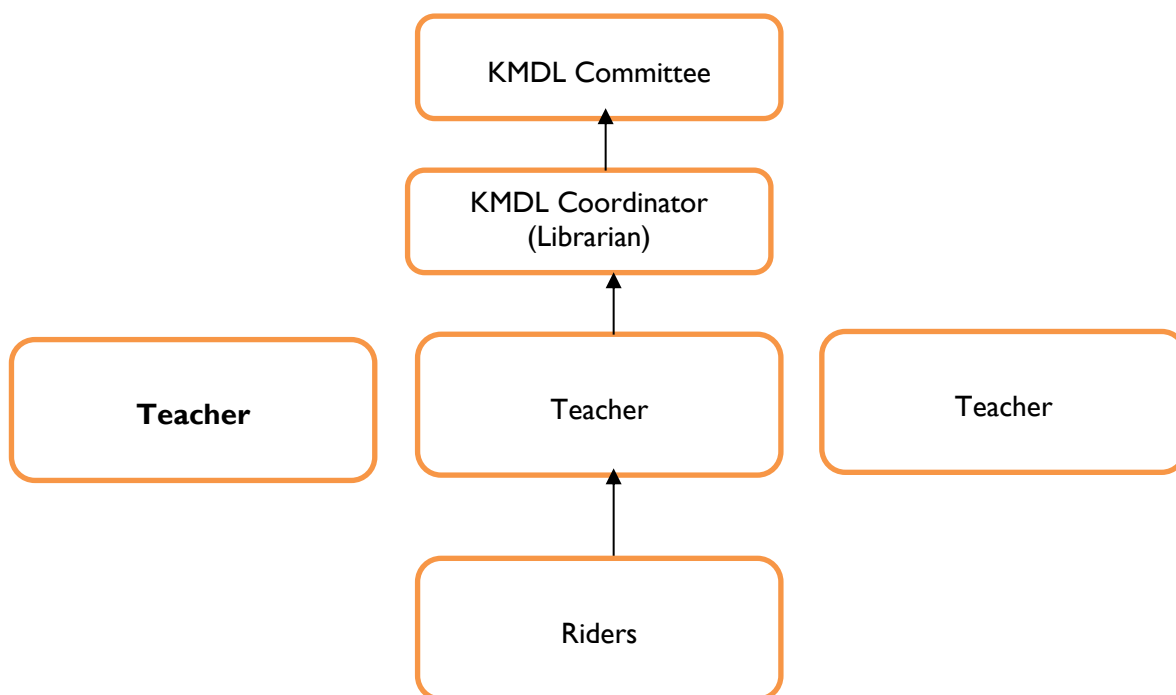 KMDL Committee
KMDL Coordinator
(Librarian)
Teacher
Teacher
Teacher
Riders